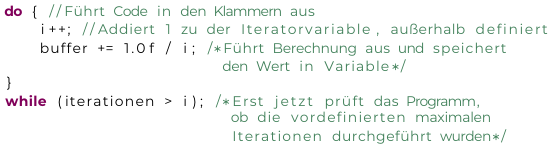 do { //Führt Code in den Klammern aus
i++; //Addiert 1 zu der Iteratorvariable, außerhalb definiert
buffer += 1.0f / i; /*Führt Berechnung aus und speichert
den Wert in Variable*/
}
while (iterationen > i); /*Erst jetzt prüft das Programm,
ob die vordefinierten maximalen
Iterationen durchgeführt wurden*/